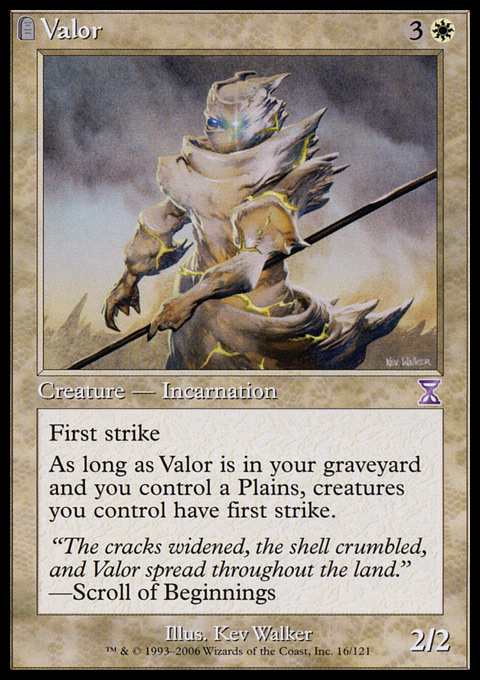 Valor 3
KEV WALKER
Creature — Incarnation
First strike
As long as Valor is in your graveyard
and you control a Plains, creatures
you control have first strike.
“The cracks widened, the shell crumbled,
and Valor spread throughout the land.”
—Scroll of Beginnings
Illus. Kev Walker
2/2
™ & © 1993–2006 Wizards of the Coast, Inc. 16/121